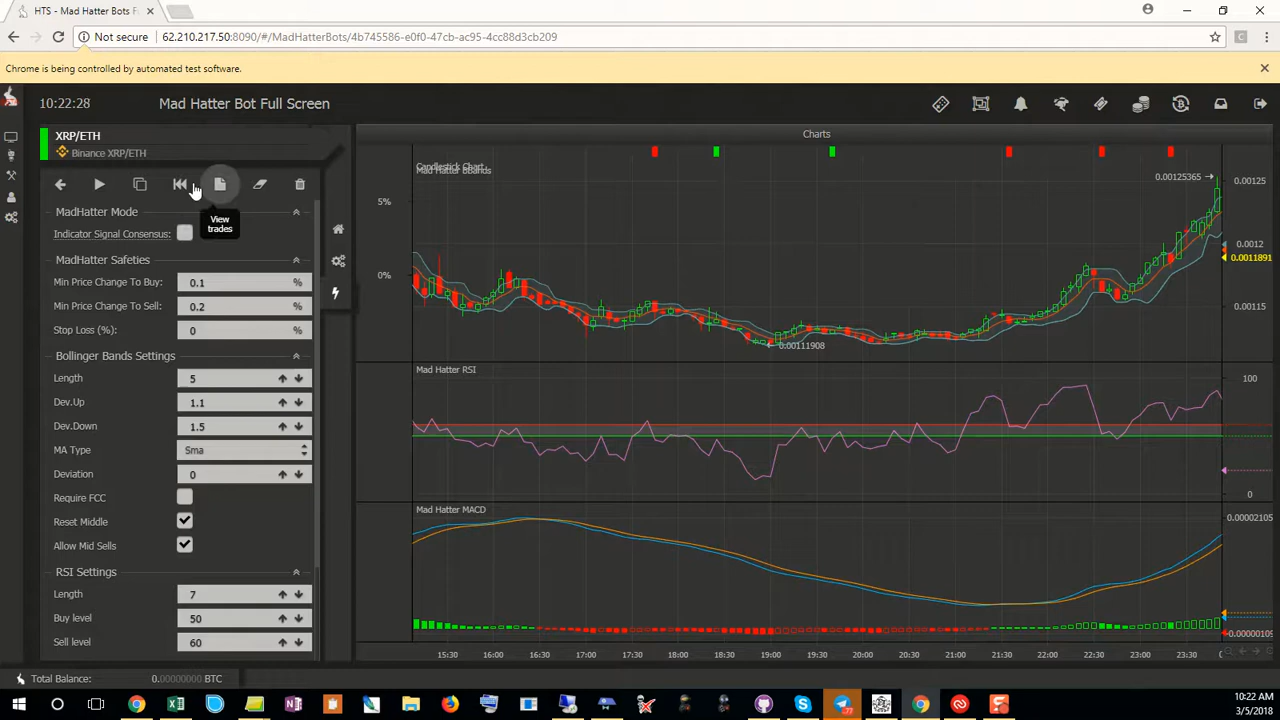 HTS - Mad Hatter Bots F
Not secure
62.210.217.50:8090/#/MadHatterBots/4b745586-e0f0-47cb-ac95-4cc88d3cb209
Chrome is being controlled by automated test software.
10:22:28
Mad Hatter Bot Full Screen
XRP/ETH
Binance XRP/ETH
View trades
MadHatter Mode
Indicator Signal Consensus:
MadHatter Safeties
Min Price Change To Buy: 0.1 %
Min Price Change To Sell: 0.2 %
Stop Loss (%): 0 %
Bollinger Bands Settings
Length 5
Dev.Up 1.1
Dev.Down 1.5
MA Type Sma
Deviation 0
Require FCC
Reset Middle
Allow Mid Sells
RSI Settings
Length 7
Buy level 50
Sell level 60
Charts
Candlestick Chart
Mad Hatter Bbands
0.00125365
0.00125
5%
0.0012
0.0011891
0%
0.00115
0.00111908
Mad Hatter RSI
100
0
Mad Hatter MACD
0.00002105
0.0000010
15:30 16:00 16:30 17:00 17:30 18:00 18:30 19:00 19:30 20:00 20:30 21:00 21:30 22:00 22:30 23:00 23:30
Total Balance: 0.00000000 BTC
10:22 AM
3/5/2018